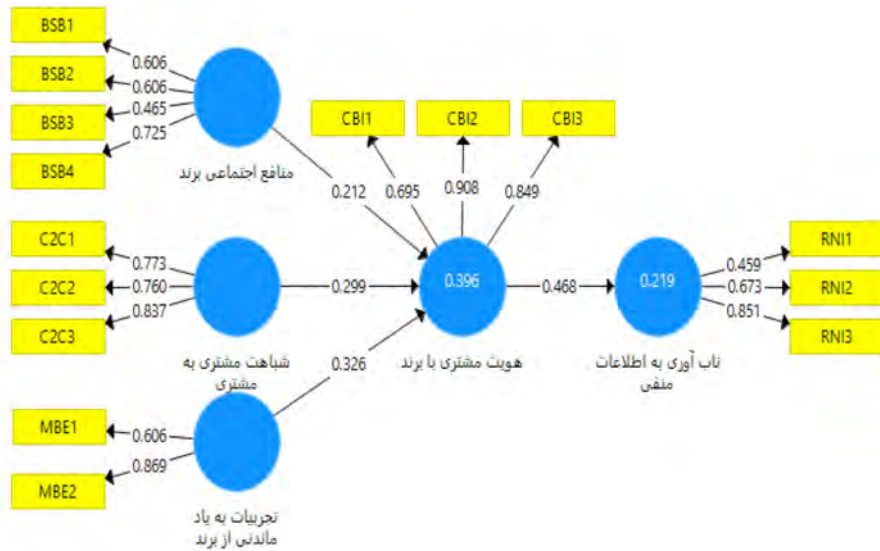 BSB1
0.606
BSB2
0.606
BSB3
0.465
BSB4
0.725
منافع اجتماعی برند
0.212
CBI1
CBI2
CBI3
0.695
0.908
0.849
C2C1
0.773
C2C2
0.760
C2C3
0.837
شباهت مشتری به
مشتری
0.299
0.396
هویت مشتری با برند
0.468
0.219
تاب آوری به اطلاعات
منفی
RNI1
0.459
RNI2
0.673
RNI3
0.851
0.326
MBE1
0.606
MBE2
0.869
تجربیات به یاد
ماندنی از برند